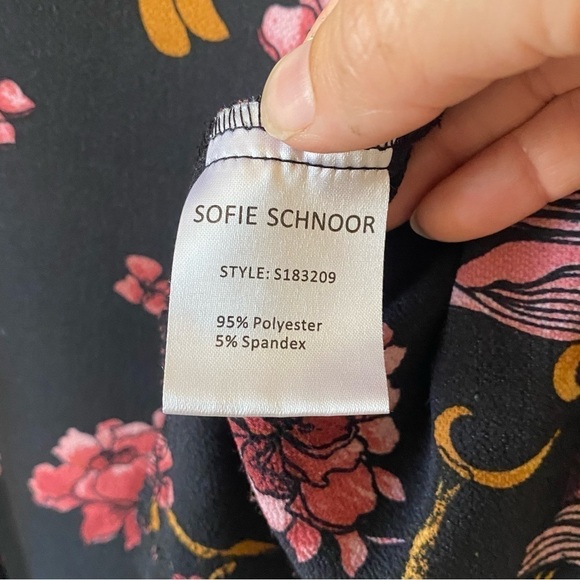 SOFIE SCHNOOR
STYLE: S183209
95% Polyester
5% Spandex